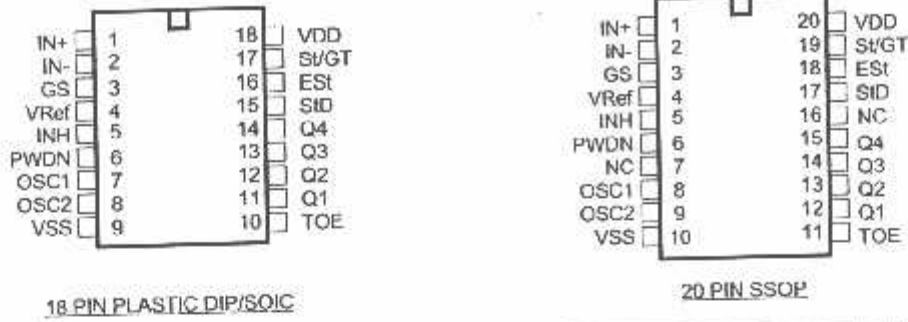 IN+ 1 18 VDD
IN- 2 17 St/GT
GS 3 16 ESt
VRef 4 15 StD
INH 5 14 Q4
PWDN 6 13 Q3
OSC1 7 12 Q2
OSC2 8 11 Q1
VSS 9 10 TOE
18 PIN PLASTIC DIP/SOIC
IN+ 1 20 VDD
IN- 2 19 St/GT
GS 3 18 ESt
VRef 4 17 StD
INH 5 16 NC
PWDN 6 15 Q4
NC 7 14 Q3
OSC1 8 13 Q2
OSC2 9 12 Q1
VSS 10 11 TOE
20 PIN SSOP